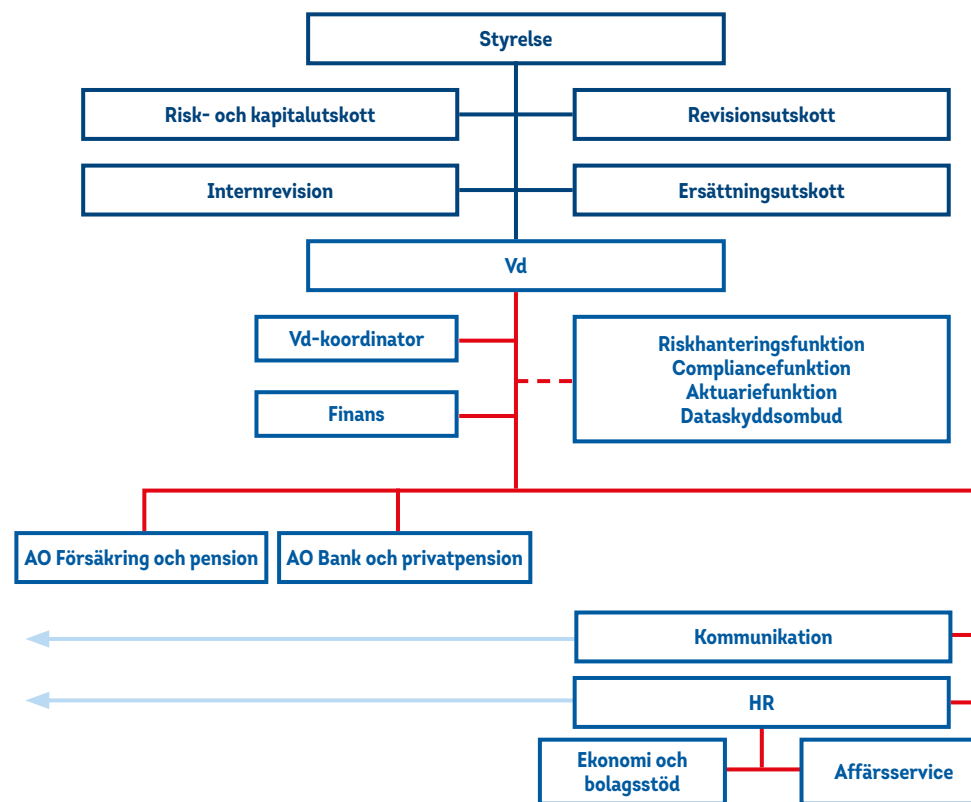 Styrelse
Risk- och kapitalutskott
Revisionsutskott
Internrevision
Ersättningsutskott
Vd
Vd-koordinator
Riskhanteringsfunktion
Compliancefunktion
Aktuariefunktion
Dataskyddsombud
Finans
AO Försäkring och pension
AO Bank och privatpension
Kommunikation
HR
Ekonomi och
bolagsstöd
Affärsservice